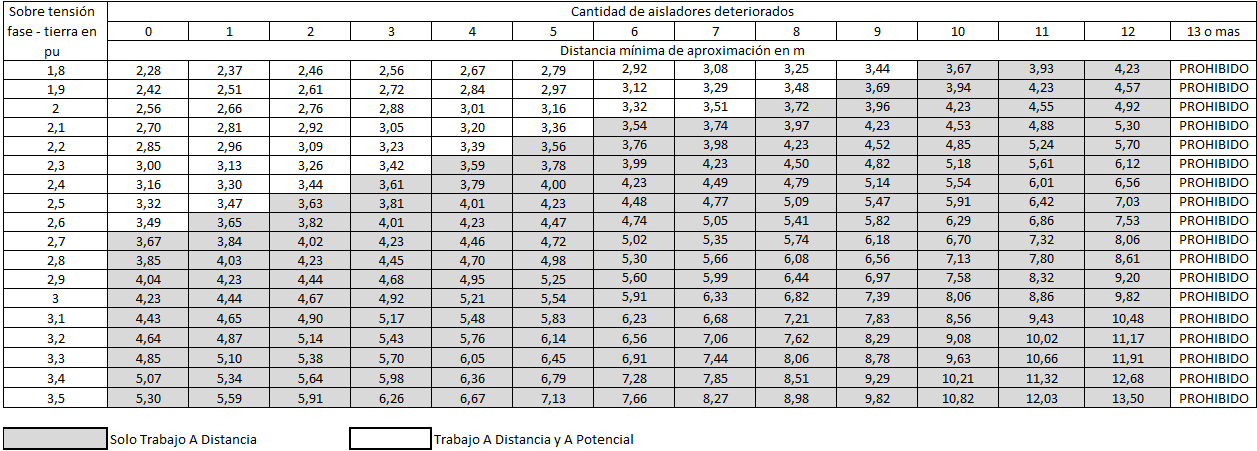 Sobre tensión fase - tierra en pu Cantidad de aisladores deteriorados
0 1 2 3 4 5 6 7 8 9 10 11 12 13 o mas
Distancia mínima de aproximación en m
1,8 2,28 2,37 2,46 2,56 2,67 2,79 2,92 3,08 3,25 3,44 3,67 3,93 4,23 PROHIBIDO
1,9 2,42 2,51 2,61 2,72 2,84 2,97 3,12 3,29 3,48 3,69 3,94 4,23 4,57 PROHIBIDO
2 2,56 2,66 2,76 2,88 3,01 3,16 3,32 3,51 3,72 3,96 4,23 4,55 4,92 PROHIBIDO
2,1 2,70 2,81 2,92 3,05 3,20 3,36 3,54 3,74 3,97 4,23 4,53 4,88 5,30 PROHIBIDO
2,2 2,85 2,96 3,09 3,23 3,39 3,56 3,76 3,98 4,23 4,52 4,85 5,24 5,70 PROHIBIDO
2,3 3,00 3,13 3,26 3,42 3,59 3,78 3,99 4,23 4,50 4,82 5,18 5,61 6,12 PROHIBIDO
2,4 3,16 3,30 3,44 3,61 3,79 4,00 4,23 4,49 4,79 5,14 5,54 6,01 6,56 PROHIBIDO
2,5 3,32 3,47 3,63 3,81 4,01 4,23 4,48 4,77 5,09 5,47 5,91 6,42 7,03 PROHIBIDO
2,6 3,49 3,65 3,82 4,01 4,23 4,47 4,74 5,05 5,41 5,82 6,29 6,86 7,53 PROHIBIDO
2,7 3,67 3,84 4,02 4,23 4,46 4,72 5,02 5,35 5,74 6,18 6,70 7,32 8,06 PROHIBIDO
2,8 3,85 4,03 4,23 4,45 4,70 4,98 5,30 5,66 6,08 6,56 7,13 7,80 8,61 PROHIBIDO
2,9 4,04 4,23 4,44 4,68 4,95 5,25 5,60 5,99 6,44 6,97 7,58 8,32 9,20 PROHIBIDO
3 4,23 4,44 4,67 4,92 5,21 5,54 5,91 6,33 6,82 7,39 8,06 8,86 9,82 PROHIBIDO
3,1 4,43 4,65 4,90 5,17 5,48 5,83 6,23 6,68 7,21 7,83 8,56 9,43 10,48 PROHIBIDO
3,2 4,64 4,87 5,14 5,43 5,76 6,14 6,56 7,06 7,62 8,29 9,08 10,02 11,17 PROHIBIDO
3,3 4,85 5,10 5,38 5,70 6,05 6,45 6,91 7,44 8,06 8,78 9,63 10,66 11,91 PROHIBIDO
3,4 5,07 5,34 5,64 5,98 6,36 6,79 7,28 7,85 8,51 9,29 10,21 11,32 12,68 PROHIBIDO
3,5 5,30 5,59 5,91 6,26 6,67 7,13 7,66 8,27 8,98 9,82 10,82 12,03 13,50 PROHIBIDO
Solo Trabajo A Distancia Trabajo A Distancia y A Potencial